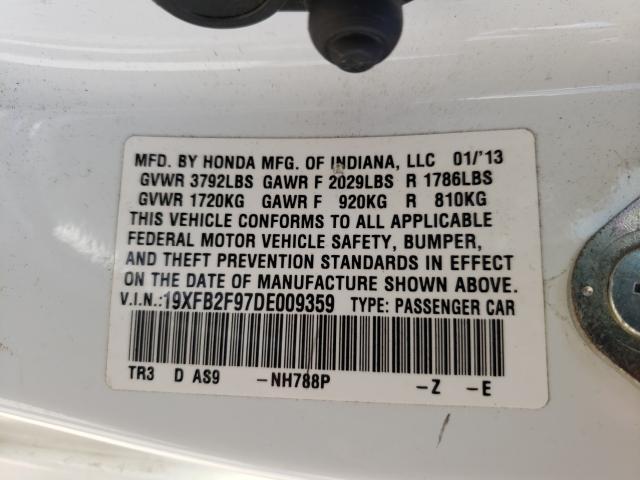 MFD. BY HONDA MFG. OF INDIANA, LLC 01/'13
GVWR 3792LBS GAWR F 2029LBS R 1786LBS
GVWR 1720KG GAWR F 920KG R 810KG
THIS VEHICLE CONFORMS TO ALL APPLICABLE
FEDERAL MOTOR VEHICLE SAFETY, BUMPER,
AND THEFT PREVENTION STANDARDS IN EFFECT
ON THE DATE OF MANUFACTURE SHOWN ABOVE.
V.I.N.:19XFB2F97DE009359 TYPE: PASSENGER CAR
TR3 D AS9 -NH788P -Z -E